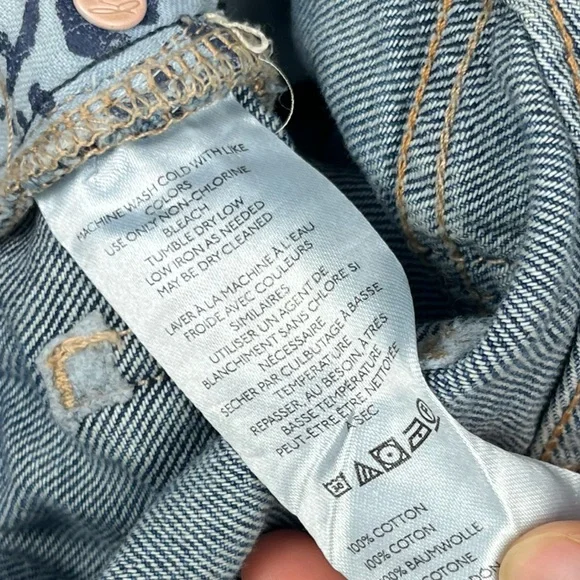 MACHINE WASH COLD WITH LIKE
COLORS
USE ONLY NON-CHLORINE
BLEACH
TUMBLE DRY LOW
LOW IRON AS NEEDED
MAY BE DRY CLEANED
LAVER À LA MACHINE À L'EAU
FROIDE AVEC COULEURS
SIMILAIRES
UTILISER UN AGENT DE
BLANCHIMENT SANS CHLORE SI
NÉCESSAIRE
SÉCHER PAR CULBUTAGE À BASSE
TEMPÉRATURE
REPASSER, AU BESOIN, À TRÈS
BASSE TEMPÉRATURE
PEUT-ÊTRE ÊTRE NETTOYÉ
À SEC
100% COTTON
100% COTON
100% BAUMWOLLE